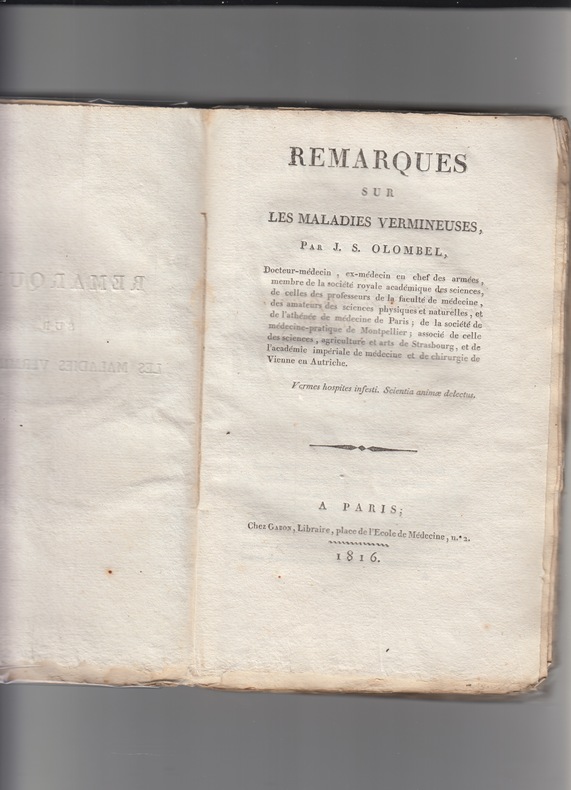 REMARQUES
SUR
LES MALADIES VERMINEUSES,
PAR J. S. OLOMBEL,
Docteur-médecin, ex-médecin en chef des armées,
membre de la société royale académique des sciences,
de celles des professeurs de la faculté de médecine,
des amateurs des sciences physiques et naturelles, et
de l'athénée de médecine de Paris; de la société de
médecine-pratique de Montpellier; associé de celle
des sciences, agriculture et arts de Strasbourg, et de
l'académie impériale de médecine et de chirurgie de
Vienne en Autriche.
Vermes hospites infesti. Scientia animæ delectus.
A PARIS;
Chez GABON, Libraire, place de l'Ecole de Médecine, n.° 2.
1816.